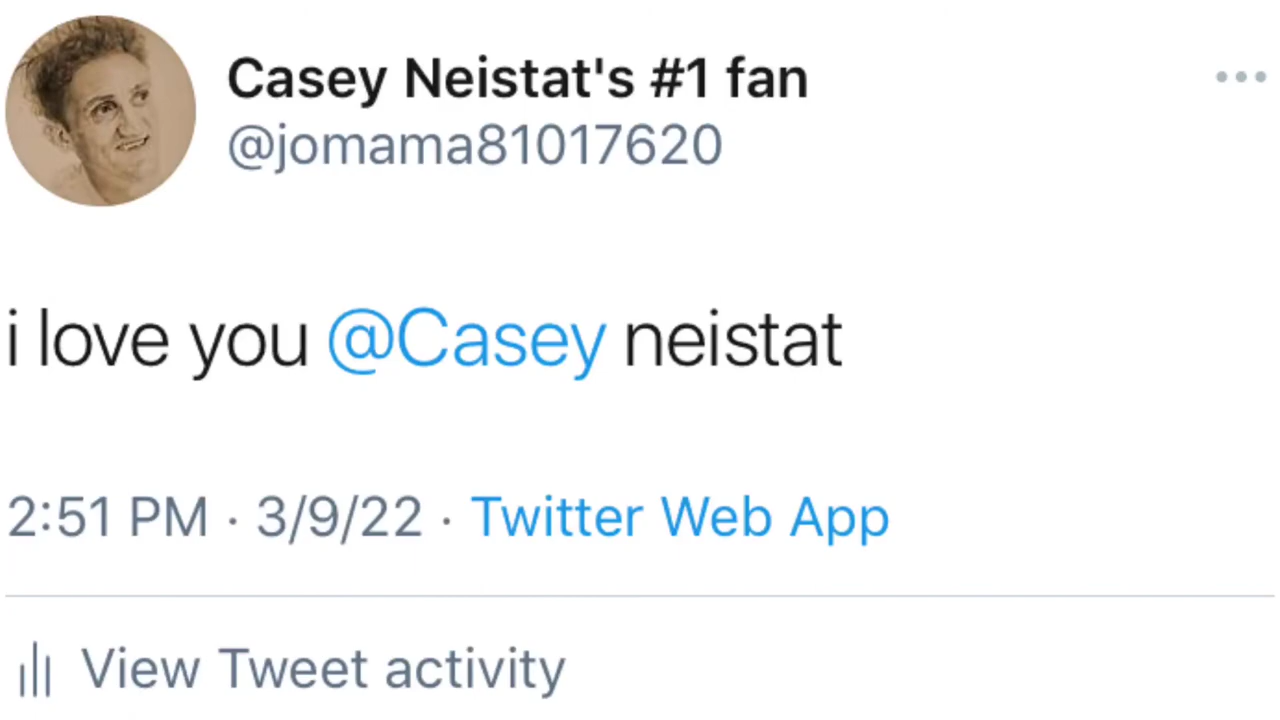 Casey Neistat's #1 fan
@jomama81017620
i love you @Casey neistat
2:51 PM · 3/9/22 · Twitter Web App
View Tweet activity